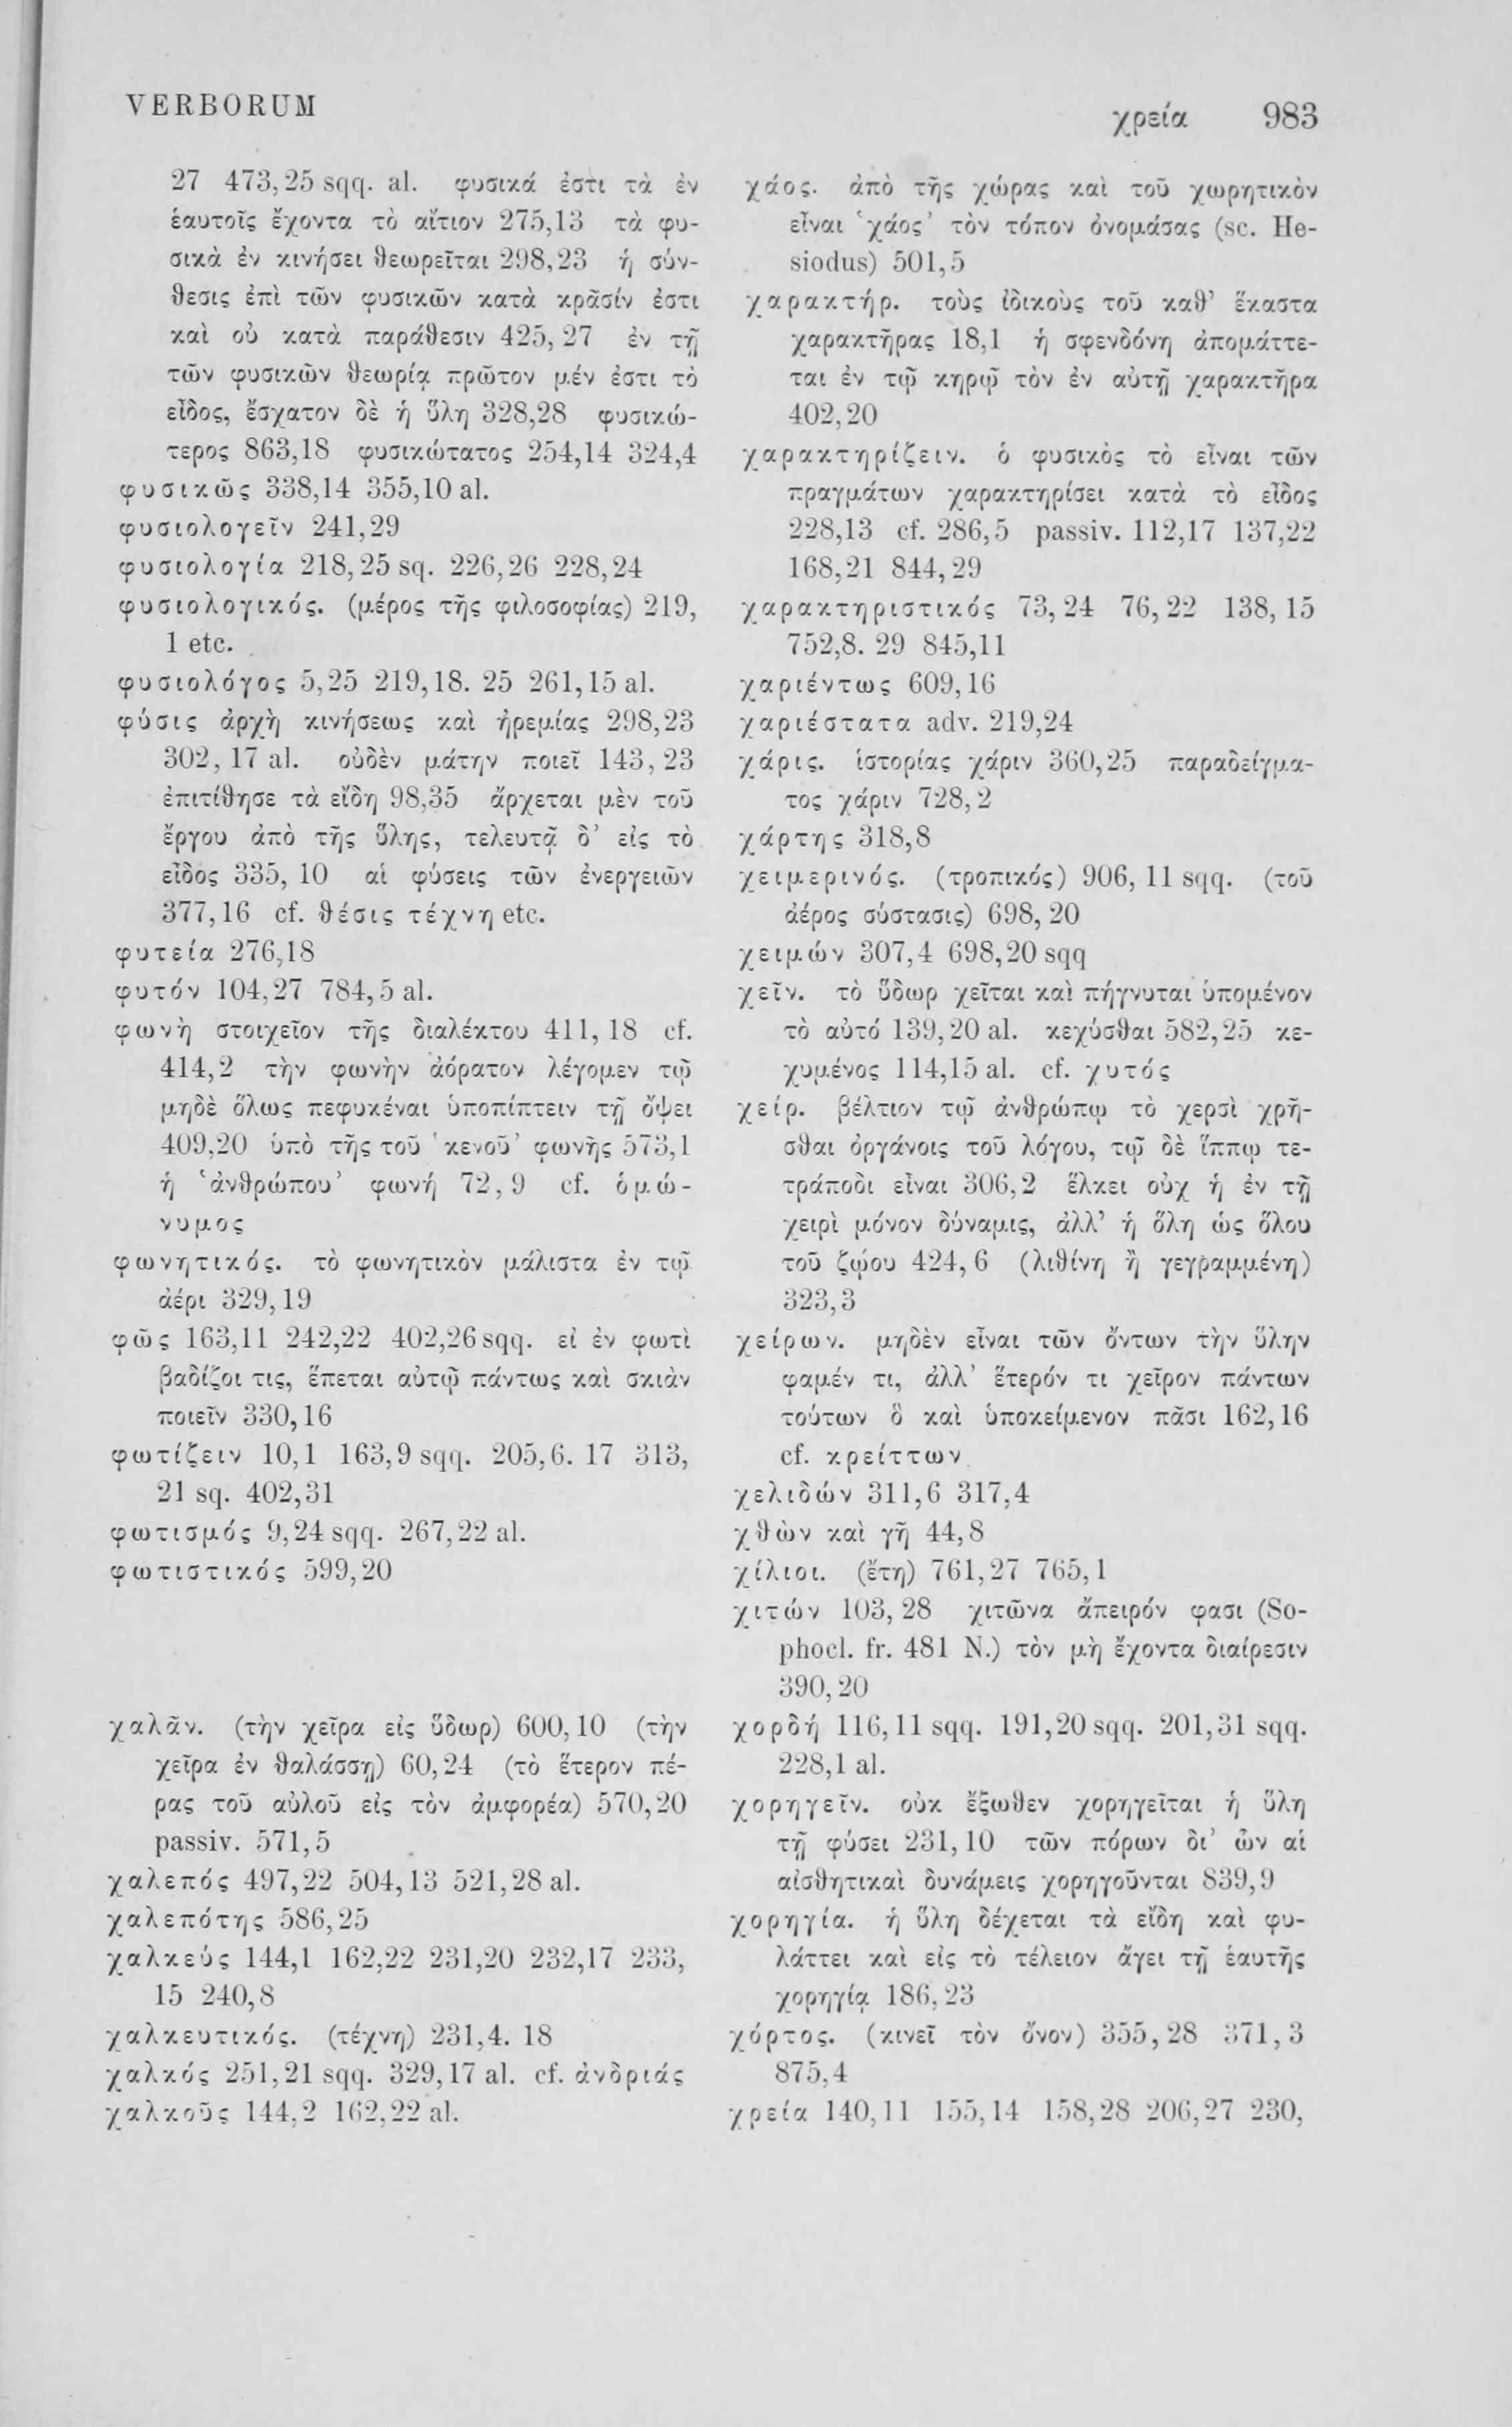 VERBORUM
χρεία 983
27 473,25 sqq. al. φυσικά ἐστι τὰ ἐν
ἑαυτοῖς ἔχοντα τὸ αἴτιον 275,13 τὰ φυ-
σικὰ ἐν κινήσει θεωρεῖται 298,23 ἡ σύν-
θεσις ἐπὶ τῶν φυσικῶν κατὰ κρᾶσίν ἐστι
καὶ οὐ κατὰ παράθεσιν 425,27 ἐν τῇ
τῶν φυσικῶν θεωρίᾳ πρῶτον μέν ἐστι τὸ
εἶδος, ἔσχατον δὲ ἡ ὕλη 328,28 φυσικώ-
τερος 863,18 φυσικώτατος 254,14 324,4
φυσικῶς 338,14 355,10 al.
φυσιολογεῖν 241,29
φυσιολογία 218,25 sq. 226,26 228,24
φυσιολογικός. (μέρος τῆς φιλοσοφίας) 219,
1 etc.
φυσιολόγος 5,25 219,18. 25 261,15 al.
φύσις ἀρχὴ κινήσεως καὶ ἠρεμίας 298,23
302,17 al. οὐδὲν μάτην ποιεῖ 143,23
ἐπιτίθησε τὰ εἴδη 98,35 ἄρχεται μὲν τοῦ
ἔργου ἀπὸ τῆς ὕλης, τελευτᾷ δ’ εἰς τὸ
εἶδος 335,10 αἱ φύσεις τῶν ἐνεργειῶν
377,16 cf. θέσις τέχνη etc.
φυτεία 276,18
φυτόν 104,27 784,5 al.
φωνὴ στοιχεῖον τῆς διαλέκτου 411,18 cf.
414,2 τὴν φωνὴν ἀόρατον λέγομεν τῷ
μηδὲ ὅλως πεφυκέναι ὑποπίπτειν τῇ ὄψει
409,20 ὑπὸ τῆς τοῦ ‘κενοῦ’ φωνῆς 573,1
ἡ ‘ἀνθρώπου’ φωνή 72,9 cf. ὁμώ-
νυμος
φωνητικός. τὸ φωνητικὸν μάλιστα ἐν τῷ
ἀέρι 329,19
φῶς 163,11 242,22 402,26 sqq. εἰ ἐν φωτὶ
βαδίζοι τις, ἕπεται αὐτῷ πάντως καὶ σκιὰν
ποιεῖν 330,16
φωτίζειν 10,1 163,9 sqq. 205,6. 17 313,
21 sq. 402,31
φωτισμός 9,24 sqq. 267,22 al.
φωτιστικός 599,20
χαλᾶν. (τὴν χεῖρα εἰς ὕδωρ) 600,10 (τὴν
χεῖρα ἐν θαλάσσῃ) 60,24 (τὸ ἕτερον πέ-
ρας τοῦ αὐλοῦ εἰς τὸν ἀμφορέα) 570,20
passiv. 571,5
χαλεπός 497,22 504,13 521,28 al.
χαλεπότης 586,25
χαλκεύς 144,1 162,22 231,20 232,17 233,
15 240,8
χαλκευτικός. (τέχνη) 231,4. 18
χαλκός 251,21 sqq. 329,17 al. cf. ἀνδριάς
χαλκοῦς 144,2 162,22 al.
χάος. ἀπὸ τῆς χώρας καὶ τοῦ χωρητικὸν
εἶναι ‘χάος’ τὸν τόπον ὀνομάσας (sc. He-
siodus) 501,5
χαρακτήρ. τοὺς ἰδικοὺς τοῦ καθ’ ἕκαστα
χαρακτῆρας 18,1 ἡ σφενδόνη ἀπομάττε-
ται ἐν τῷ κηρῷ τὸν ἐν αὐτῇ χαρακτῆρα
402,20
χαρακτηρίζειν. ὁ φυσικὸς τὸ εἶναι τῶν
πραγμάτων χαρακτηρίσει κατὰ τὸ εἶδος
228,13 cf. 286,5 passiv. 112,17 137,22
168,21 844,29
χαρακτηριστικός 73,24 76,22 138,15
752,8. 29 845,11
χαριέντως 609,16
χαριέστατα adv. 219,24
χάρις. ἱστορίας χάριν 360,25 παραδείγμα-
τος χάριν 728,2
χάρτης 318,8
χειμερινός. (τροπικός) 906,11 sqq. (τοῦ
ἀέρος σύστασις) 698,20
χειμών 307,4 698,20 sqq
χεῖν. τὸ ὕδωρ χεῖται καὶ πήγνυται ὑπομένον
τὸ αὐτό 139,20 al. κεχύσθαι 582,25 κε-
χυμένος 114,15 al. cf. χυτός
χείρ. βέλτιον τῷ ἀνθρώπῳ τὸ χερσὶ χρῆ-
σθαι ὀργάνοις τοῦ λόγου, τῷ δὲ ἵππῳ τε-
τράποδι εἶναι 306,2 ἕλκει οὐχ ἡ ἐν τῇ
χειρὶ μόνον δύναμις, ἀλλ’ ἡ ὅλη ὡς ὅλου
τοῦ ζῴου 424,6 (λιθίνη ἢ γεγραμμένη)
323,3
χείρων. μηδὲν εἶναι τῶν ὄντων τὴν ὕλην
φαμέν τι, ἀλλ’ ἕτερόν τι χεῖρον πάντων
τούτων ὃ καὶ ὑποκείμενον πᾶσι 162,16
cf. κρείττων
χελιδών 311,6 317,4
χθὼν καὶ γῆ 44,8
χίλιοι. (ἔτη) 761,27 765,1
χιτών 103,28 χιτῶνα ἄπειρόν φασι (So-
phocl. fr. 481 N.) τὸν μὴ ἔχοντα διαίρεσιν
390,20
χορδή 116,11 sqq. 191,20 sqq. 201,31 sqq.
228,1 al.
χορηγεῖν. οὐκ ἔξωθεν χορηγεῖται ἡ ὕλη
τῇ φύσει 231,10 τῶν πόρων δι’ ὧν αἱ
αἰσθητικαὶ δυνάμεις χορηγοῦνται 839,9
χορηγία. ἡ ὕλη δέχεται τὰ εἴδη καὶ φυ-
λάττει καὶ εἰς τὸ τέλειον ἄγει τῇ ἑαυτῆς
χορηγίᾳ 186,23
χόρτος. (κινεῖ τὸν ὄνον) 355,28 371,3
875,4
χρεία 140,11 155,14 158,28 206,27 230,